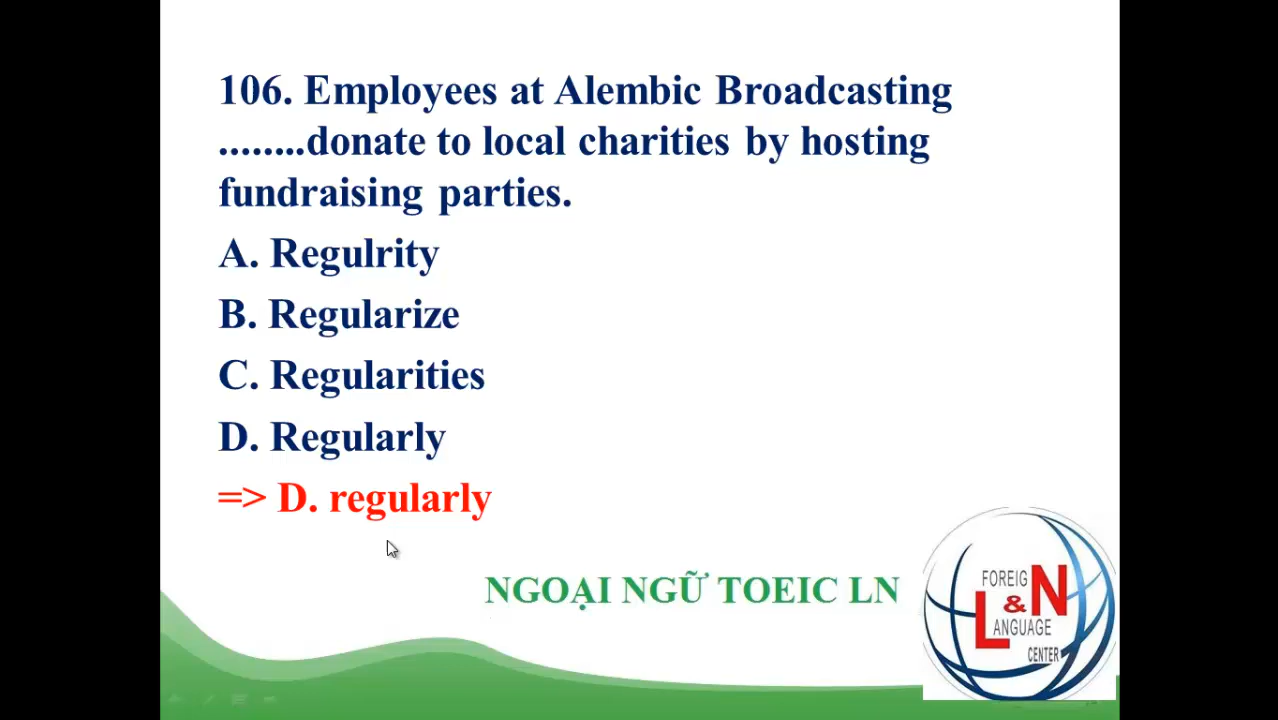 106. Employees at Alembic Broadcasting
........donate to local charities by hosting
fundraising parties.
A. Regulrity
B. Regularize
C. Regularities
D. Regularly
=> D. regularly
NGOẠI NGỮ TOEIC LN
FOREIG N
L &
ANGUAGE
CENTER